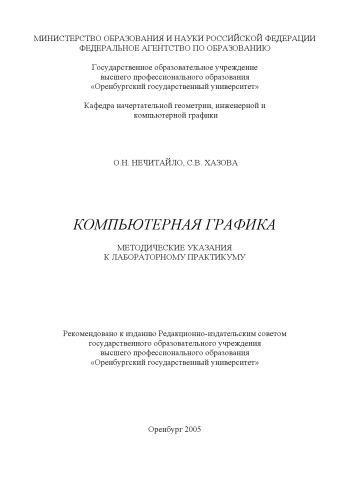 МИНИСТЕРСТВО ОБРАЗОВАНИЯ И НАУКИ РОССИЙСКОЙ ФЕДЕРАЦИИ
ФЕДЕРАЛЬНОЕ АГЕНТСТВО ПО ОБРАЗОВАНИЮ
Государственное образовательное учреждение
высшего профессионального образования
«Оренбургский государственный университет»
Кафедра начертательной геометрии, инженерной и
компьютерной графики
О.Н. НЕЧИТАЙЛО, С.В. ХАЗОВА
КОМПЬЮТЕРНАЯ ГРАФИКА
МЕТОДИЧЕСКИЕ УКАЗАНИЯ
К ЛАБОРАТОРНОМУ ПРАКТИКУМУ
Рекомендовано к изданию Редакционно-издательским советом
государственного образовательного учреждения
высшего профессионального образования
«Оренбургский государственный университет»
Оренбург 2005